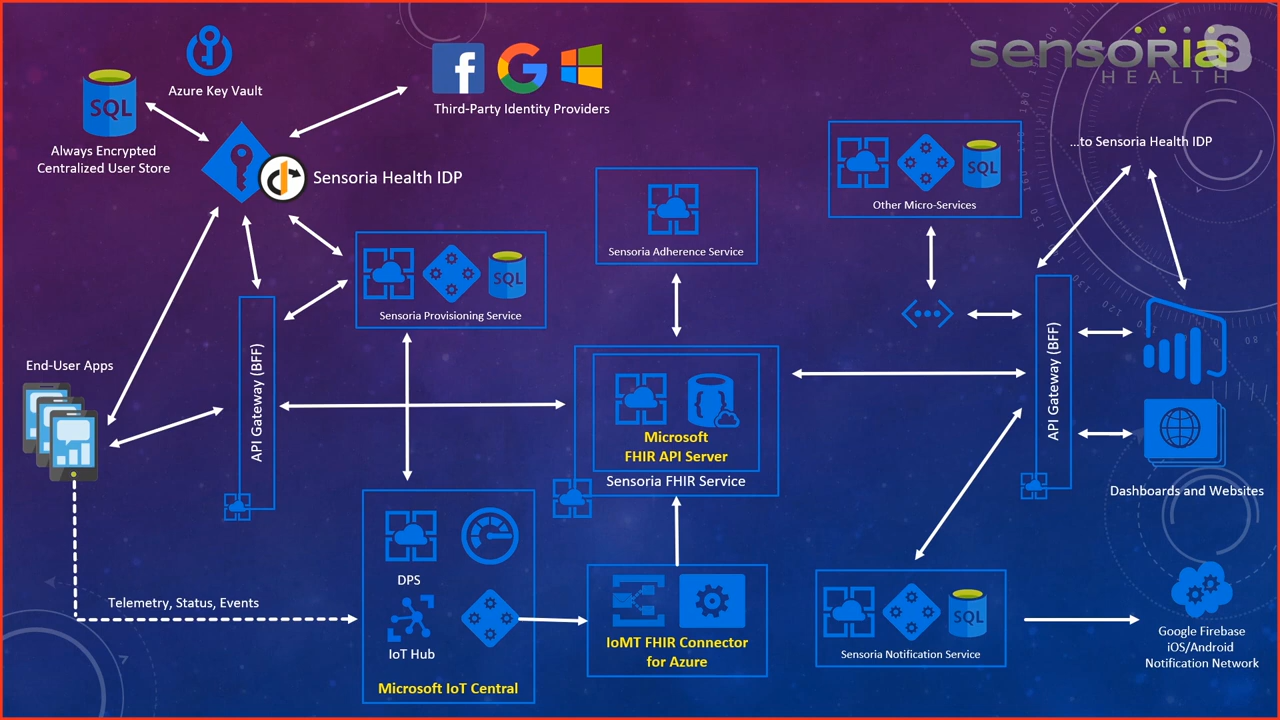 sensoria
HEALTH
Azure Key Vault
SQL
Always Encrypted
Centralized User Store
Third-Party Identity Providers
Sensoria Health IDP
...to Sensoria Health IDP
SQL
Other Micro-Services
Sensoria Adherence Service
SQL
Sensoria Provisioning Service
End-User Apps
API Gateway (BFF)
Microsoft
FHIR API Server
Sensoria FHIR Service
API Gateway (BFF)
Dashboards and Websites
DPS
IoT Hub
Microsoft IoT Central
Telemetry, Status, Events
IoMT FHIR Connector
for Azure
SQL
Sensoria Notification Service
Google Firebase
iOS/Android
Notification Network